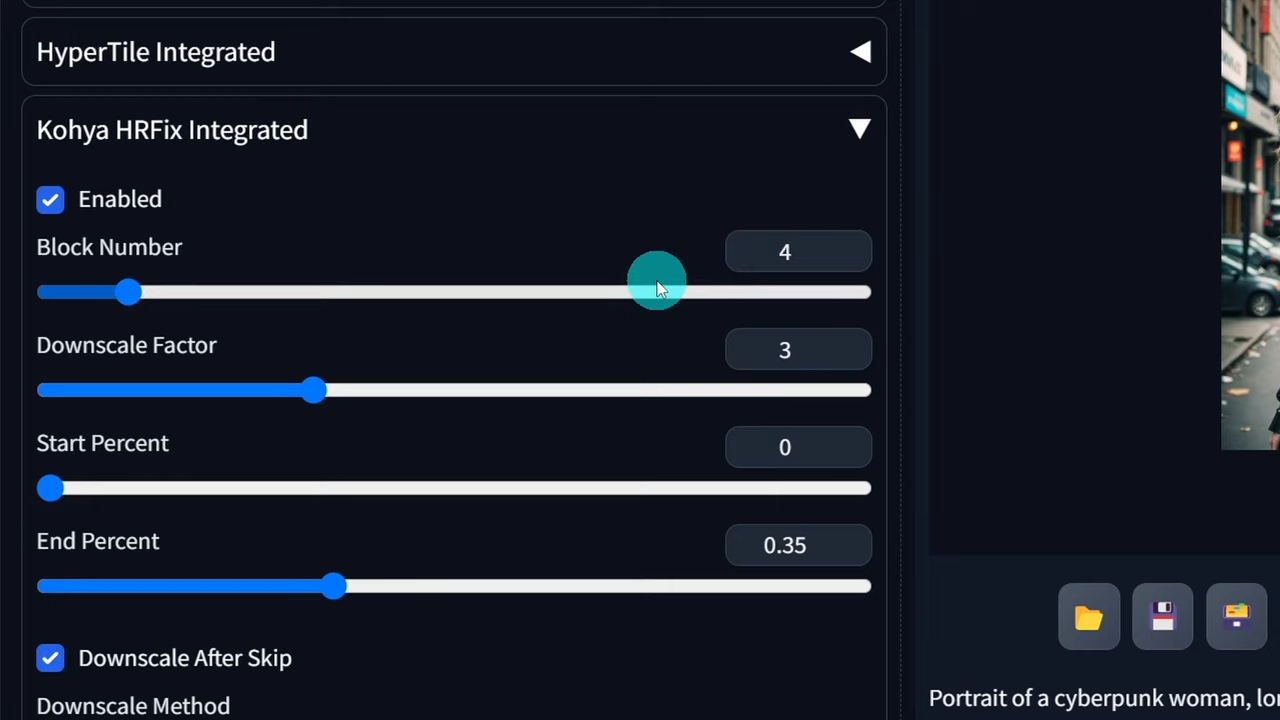 HyperTile Integrated
Kohya HRFix Integrated
Enabled
Block Number
4
Downscale Factor
3
Start Percent
0
End Percent
0.35
Downscale After Skip
Downscale Method
Portrait of a cyberpunk woman,